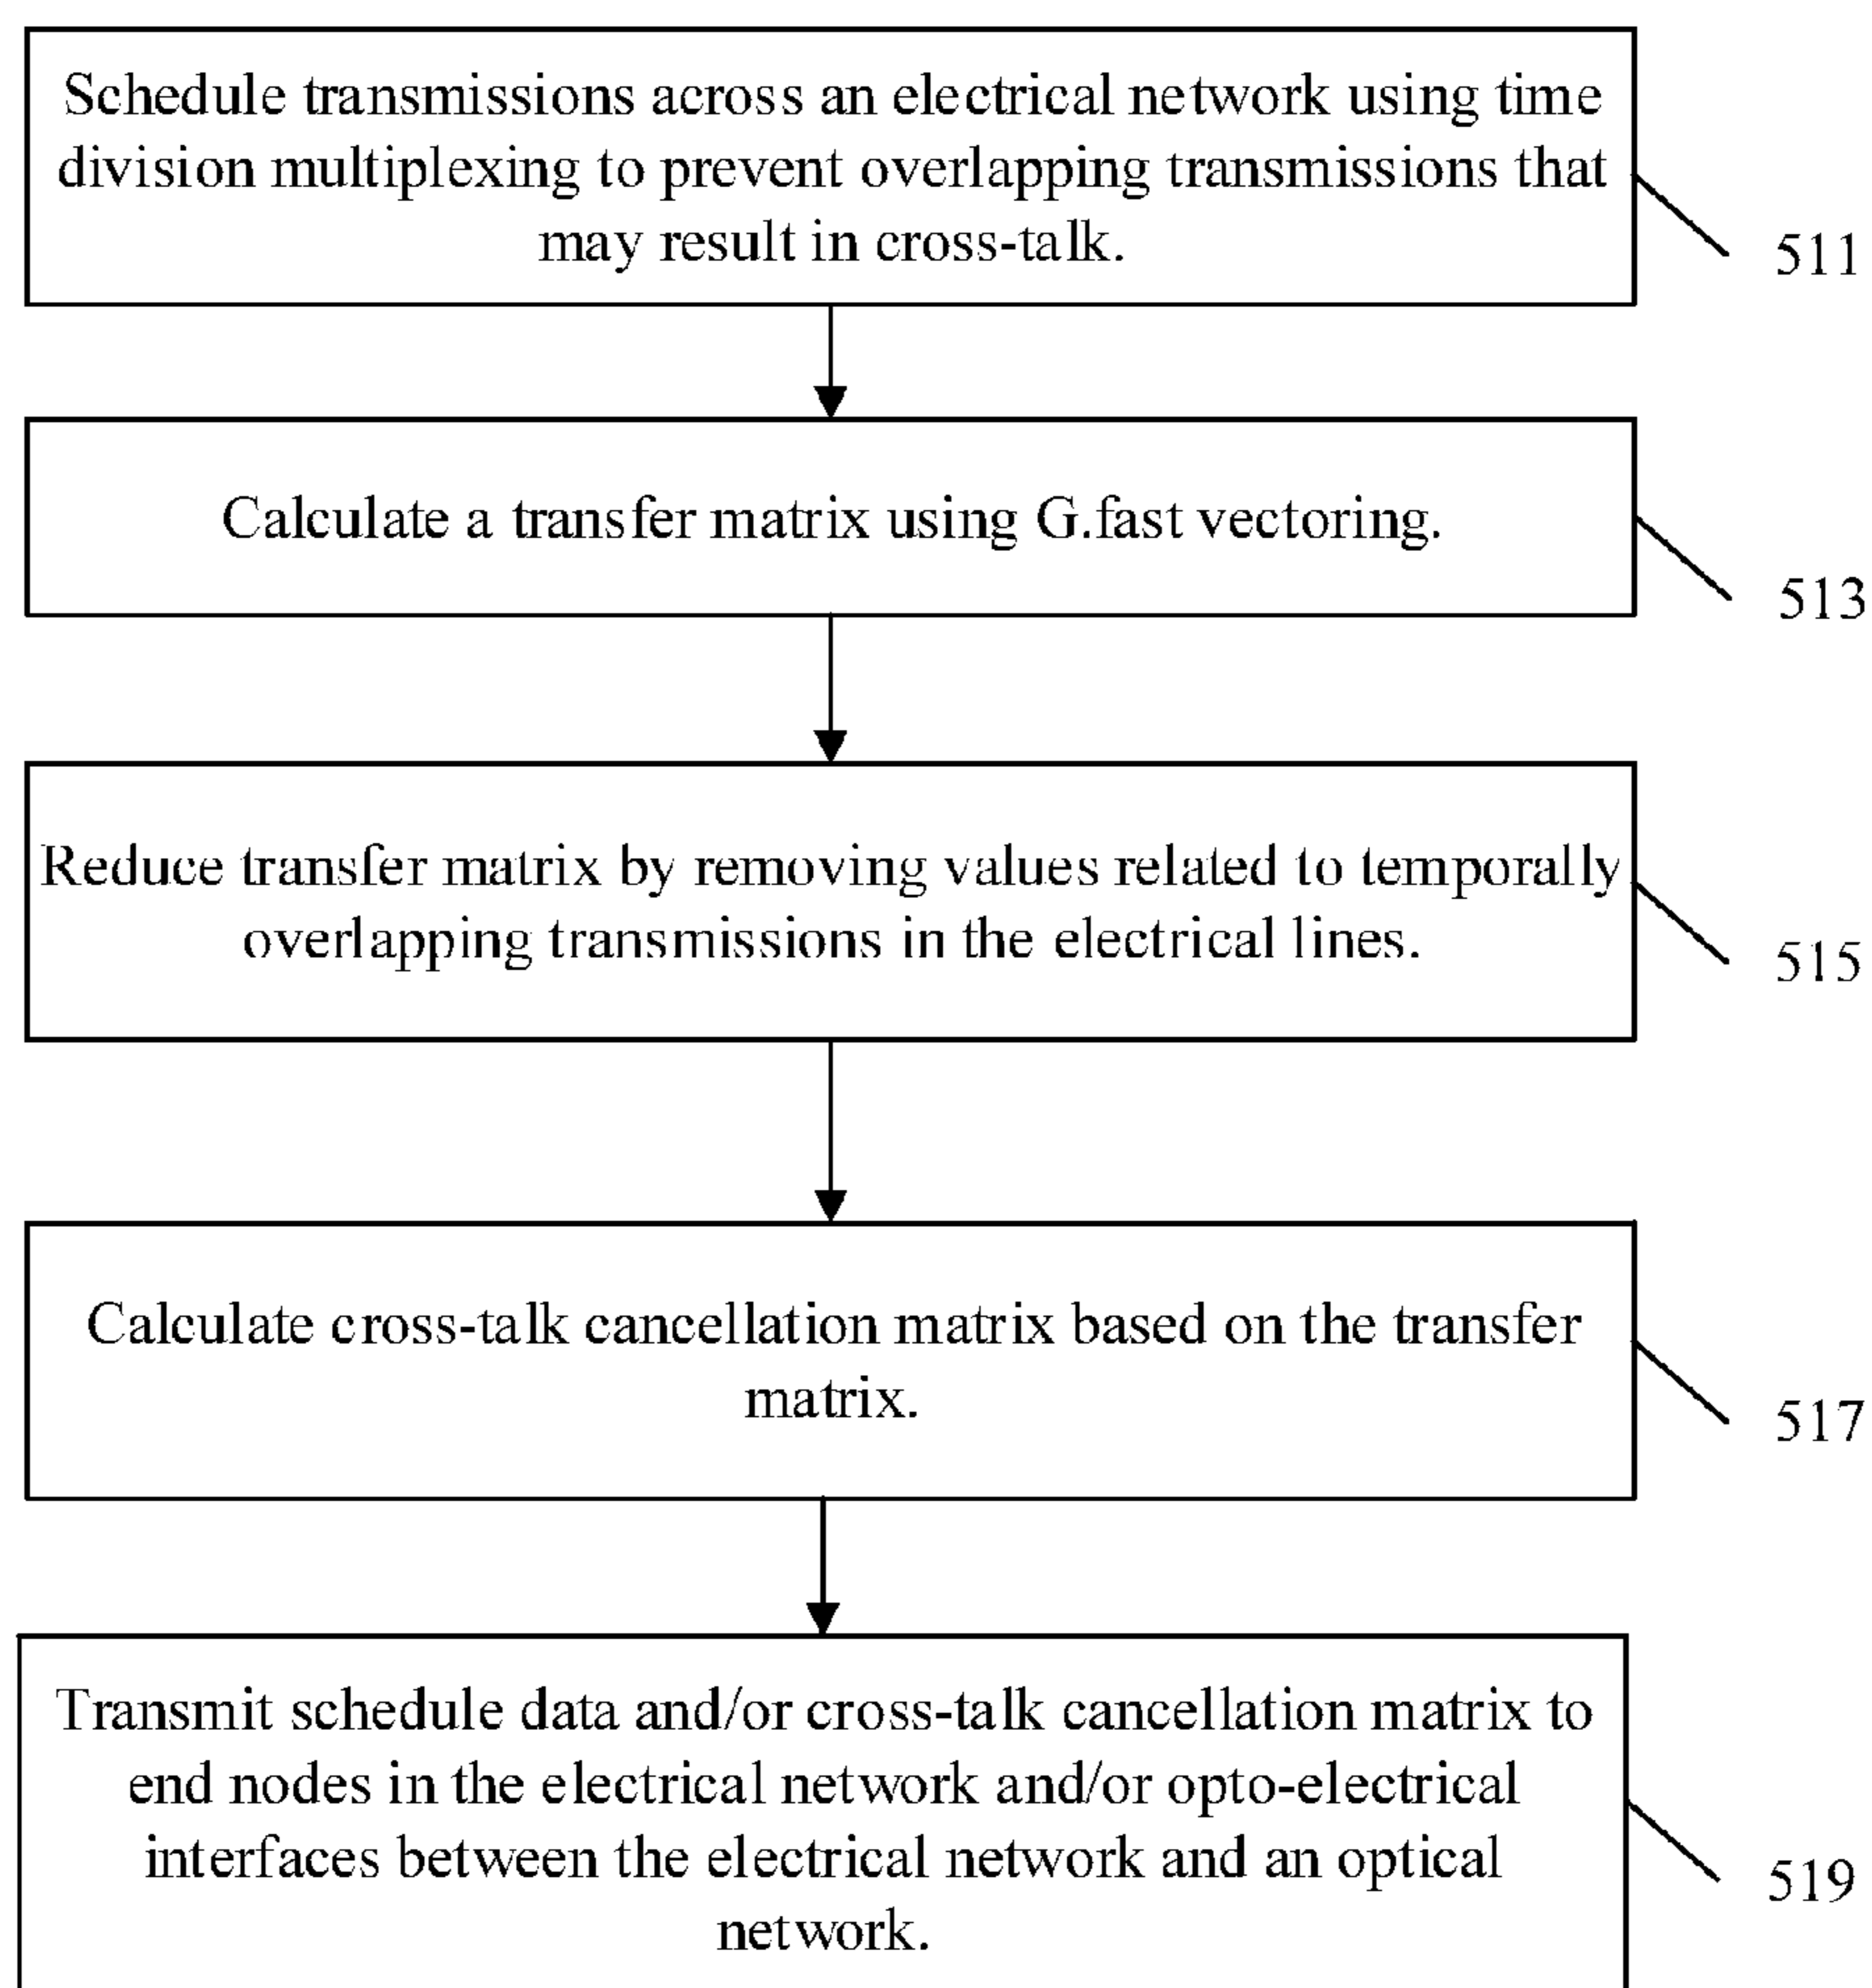 Schedule transmissions across an electrical network using time
division multiplexing to prevent overlapping transmissions that
may result in cross-talk.
511
Calculate a transfer matrix using G.fast vectoring.
513
Reduce transfer matrix by removing values related to temporally
overlapping transmissions in the electrical lines.
515
Calculate cross-talk cancellation matrix based on the transfer
matrix.
517
Transmit schedule data and/or cross-talk cancellation matrix to
end nodes in the electrical network and/or opto-electrical
interfaces between the electrical network and an optical
network.
519